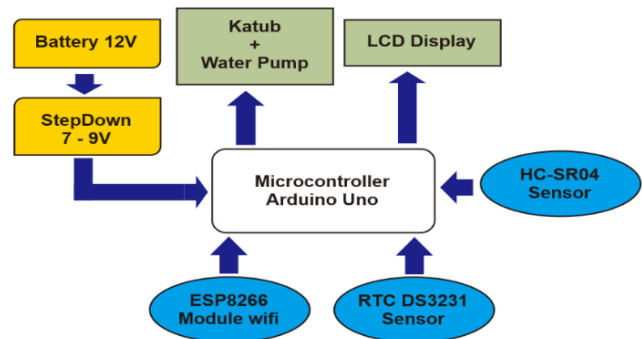 Battery 12V
Katub
+
Water Pump
LCD Display
StepDown
7 - 9V
Microcontroller
Arduino Uno
HC-SR04
Sensor
ESP8266
Module wifi
RTC DS3231
Sensor